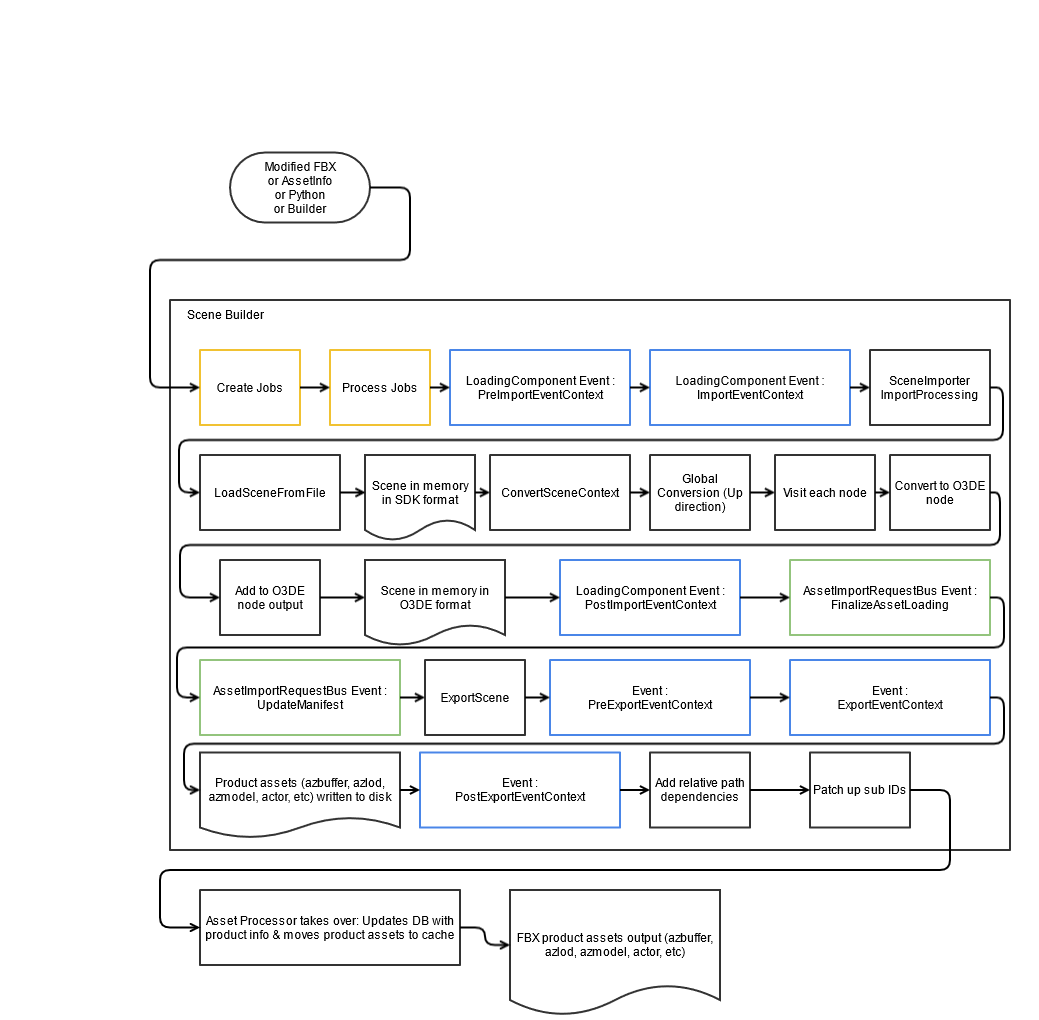 Modified FBX
or AssetInfo
or Python
or Builder
Scene Builder
Create Jobs
Process Jobs
LoadingComponent Event :
PreImportEventContext
LoadingComponent Event :
ImportEventContext
SceneImporter
ImportProcessing
LoadSceneFromFile
Scene in memory
in SDK format
ConvertSceneContext
Global
Conversion (Up
direction)
Visit each node
Convert to O3DE
node
Add to O3DE
node output
Scene in memory in
O3DE format
LoadingComponent Event :
PostImportEventContext
AssetImportRequestBus Event :
FinalizeAssetLoading
AssetImportRequestBus Event :
UpdateManifest
ExportScene
Event :
PreExportEventContext
Event :
ExportEventContext
Product assets (azbuffer, azlod,
azmodel, actor, etc) written to disk
Event :
PostExportEventContext
Add relative path
dependencies
Patch up sub IDs
Asset Processor takes over: Updates DB with
product info & moves product assets to cache
FBX product assets output (azbuffer,
azlod, azmodel, actor, etc)